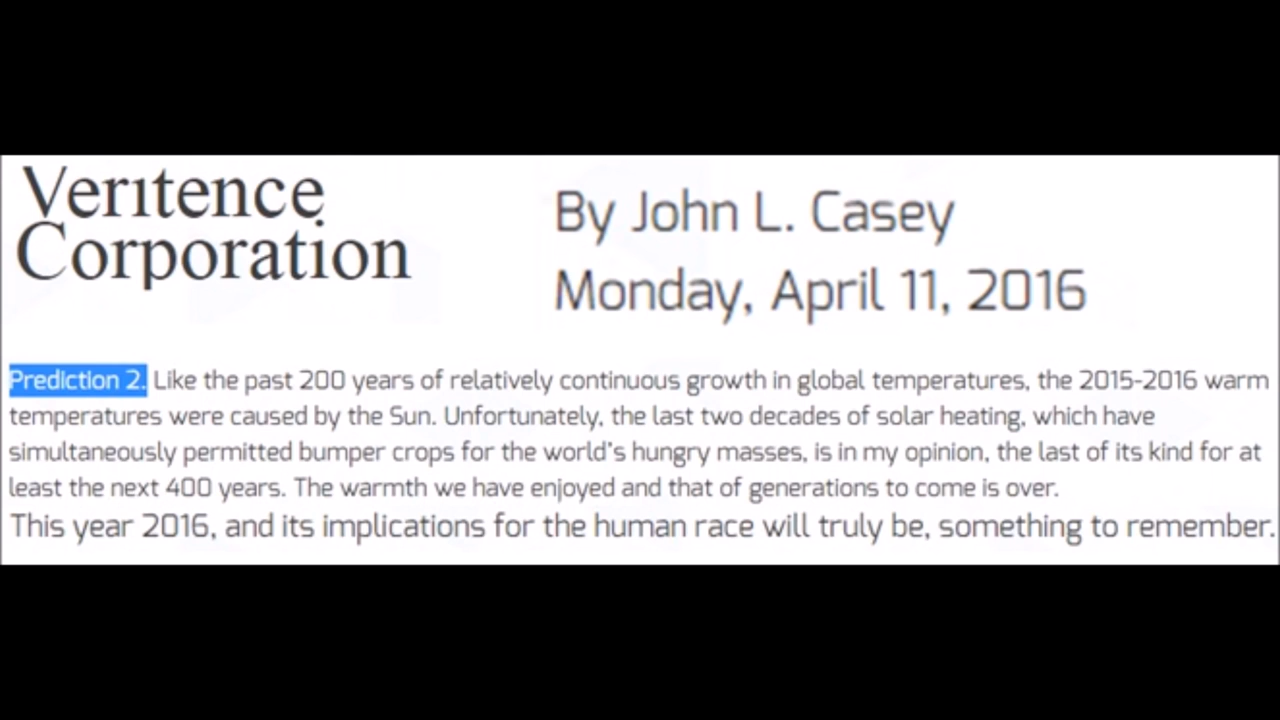 Veritence
Corporation
By John L. Casey
Monday, April 11, 2016
Prediction 2. Like the past 200 years of relatively continuous growth in global temperatures, the 2015-2016 warm
temperatures were caused by the Sun. Unfortunately, the last two decades of solar heating, which have
simultaneously permitted bumper crops for the world's hungry masses, is in my opinion, the last of its kind for at
least the next 400 years. The warmth we have enjoyed and that of generations to come is over.
This year 2016, and its implications for the human race will truly be, something to remember.